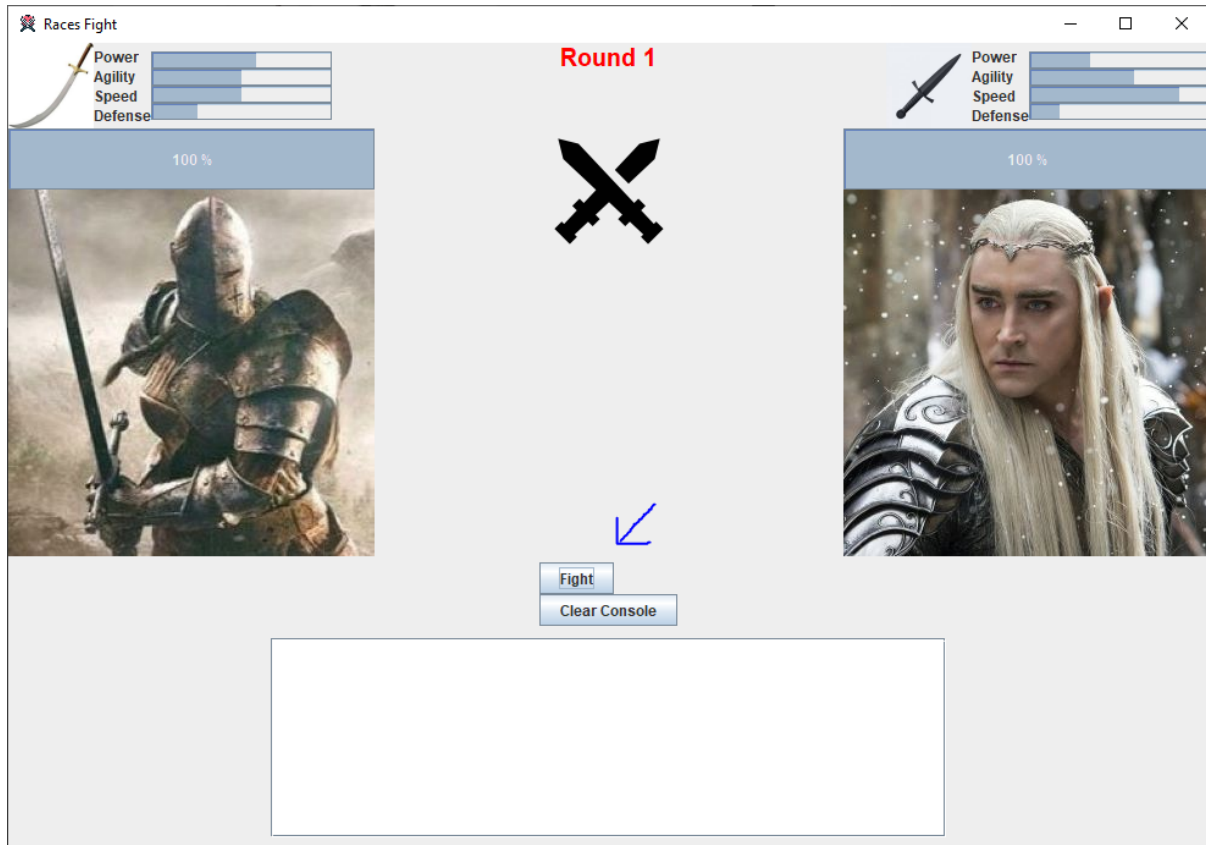 Races Fight
Power
Agility
Speed
Defense
Round 1
Power
Agility
Speed
Defense
100 %
100 %
Fight
Clear Console